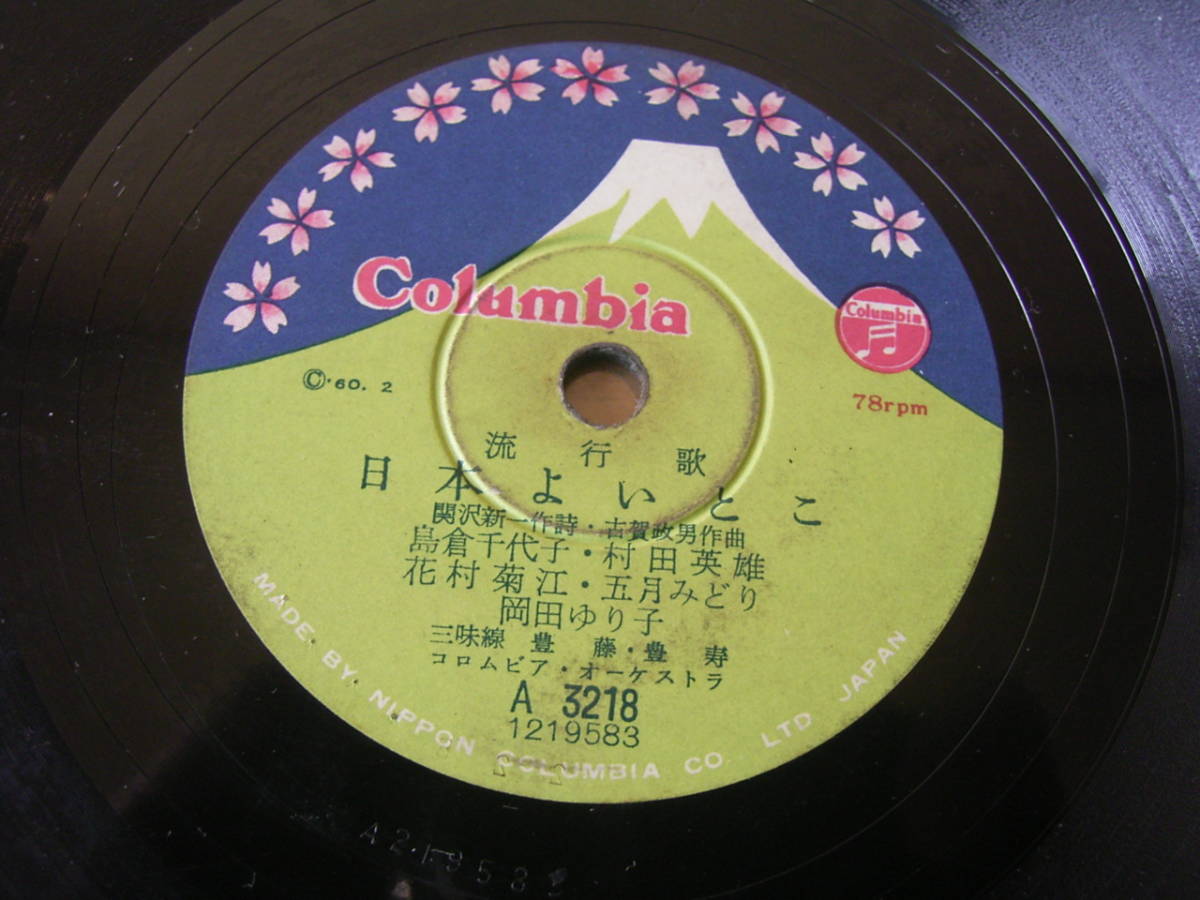 Columbia
Columbia
©'60. 2
78rpm
流行歌
日本よいとこ
関沢新一作詩・古賀政男作曲
島倉千代子・村田英雄
花村菊江・五月みどり
岡田ゆり子
三味線 豊藤・豊寿
コロムビア・オーケストラ
A 3218
1219583
MADE BY NIPPON COLUMBIA CO. LTD JAPAN